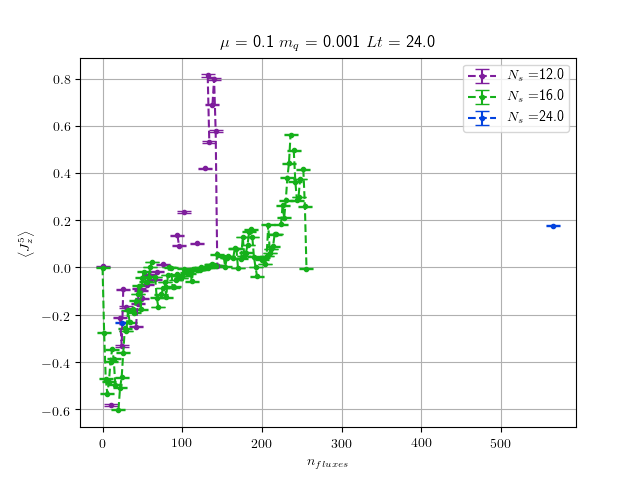 μ = 0.1 m_q = 0.001 Lt = 24.0
N_s =12.0
N_s =16.0
N_s =24.0
⟨J_z^5⟩
0.8
0.6
0.4
0.2
0.0
−0.2
−0.4
−0.6
0 100 200 300 400 500
n_{fluxes}